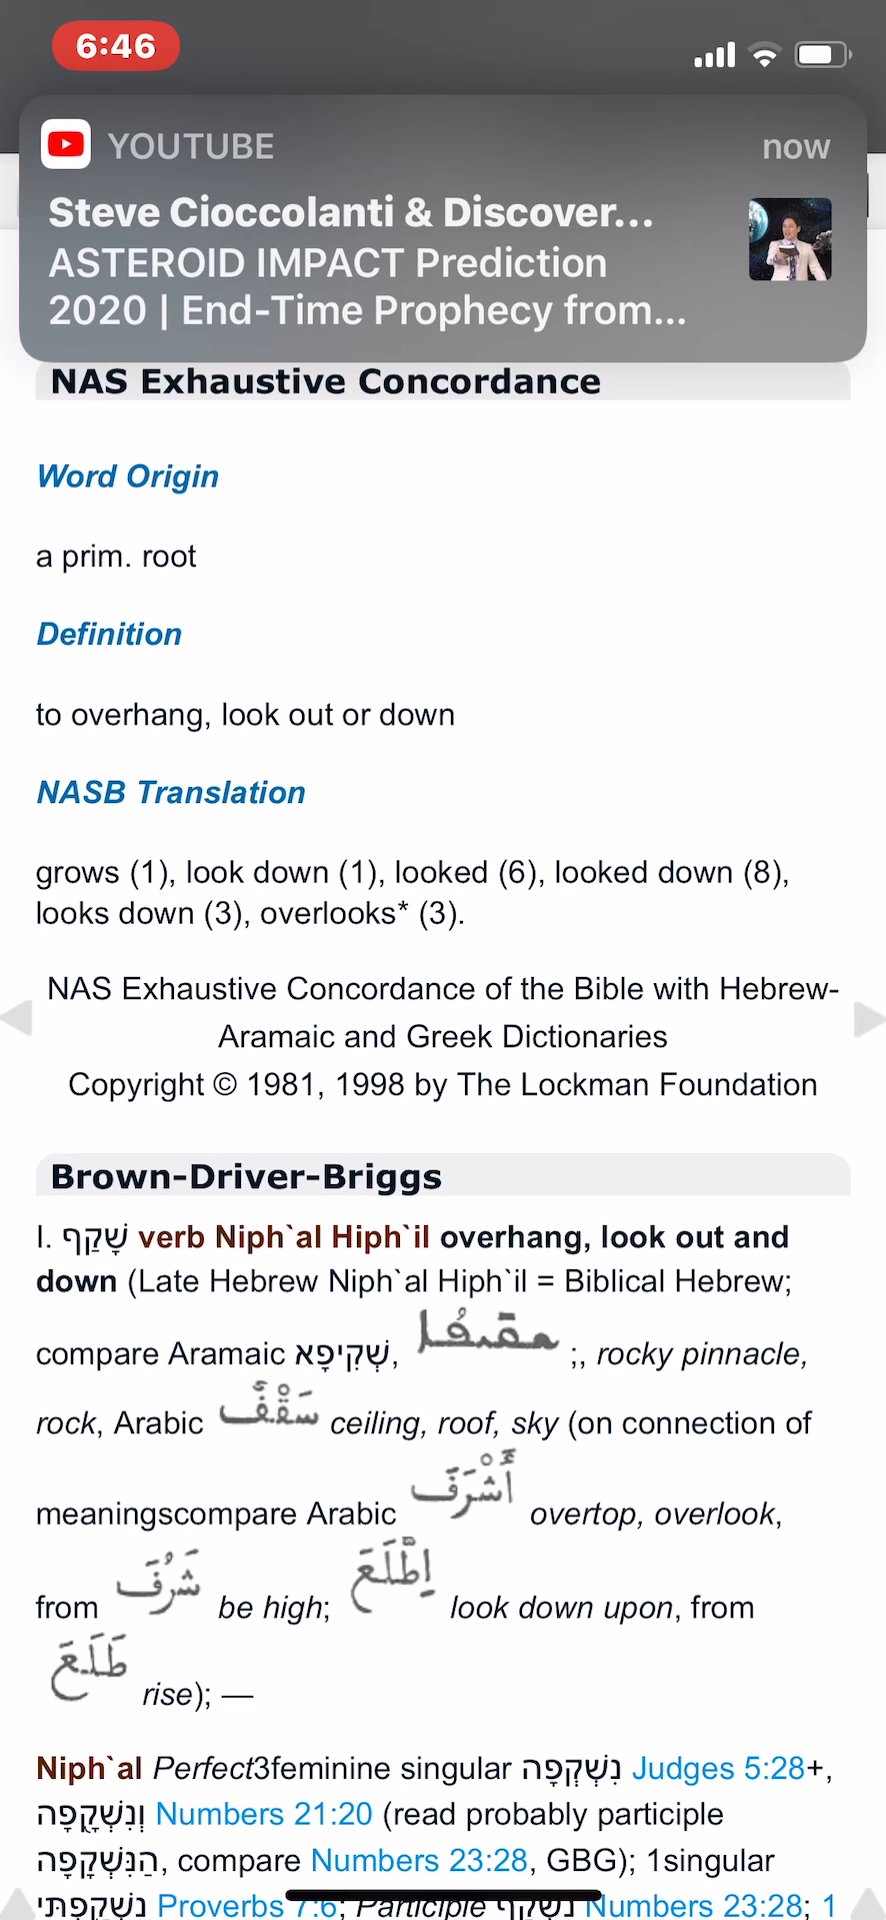 6:46
YOUTUBE now
Steve Cioccolanti & Discover...
ASTEROID IMPACT Prediction
2020 | End-Time Prophecy from...
NAS Exhaustive Concordance
Word Origin
a prim. root
Definition
to overhang, look out or down
NASB Translation
grows (1), look down (1), looked (6), looked down (8),
looks down (3), overlooks* (3).
NAS Exhaustive Concordance of the Bible with Hebrew-
Aramaic and Greek Dictionaries
Copyright © 1981, 1998 by The Lockman Foundation
Brown-Driver-Briggs
I. שָׁקַף verb Niph`al Hiph`il overhang, look out and
down (Late Hebrew Niph`al Hiph`il = Biblical Hebrew;
compare Aramaic שְׁקִיפָא, ;, rocky pinnacle,
rock, Arabic سَقْفٌ ceiling, roof, sky (on connection of
meaningscompare Arabic أَشْرَفَ overtop, overlook,
from شَرُفَ be high; اِطَّلَعَ look down upon, from
طَلَعَ rise); —
Niph`al Perfect3feminine singular נִשְׁקְפָה Judges 5:28+,
וְנִשְׁקָפָה Numbers 21:20 (read probably participle
הַנִּשְׁקָפָה, compare Numbers 23:28, GBG); 1singular
נִשְׁקָפְתִּי Proverbs 7:6; Participle נִשְׁקָף Numbers 23:28; 1